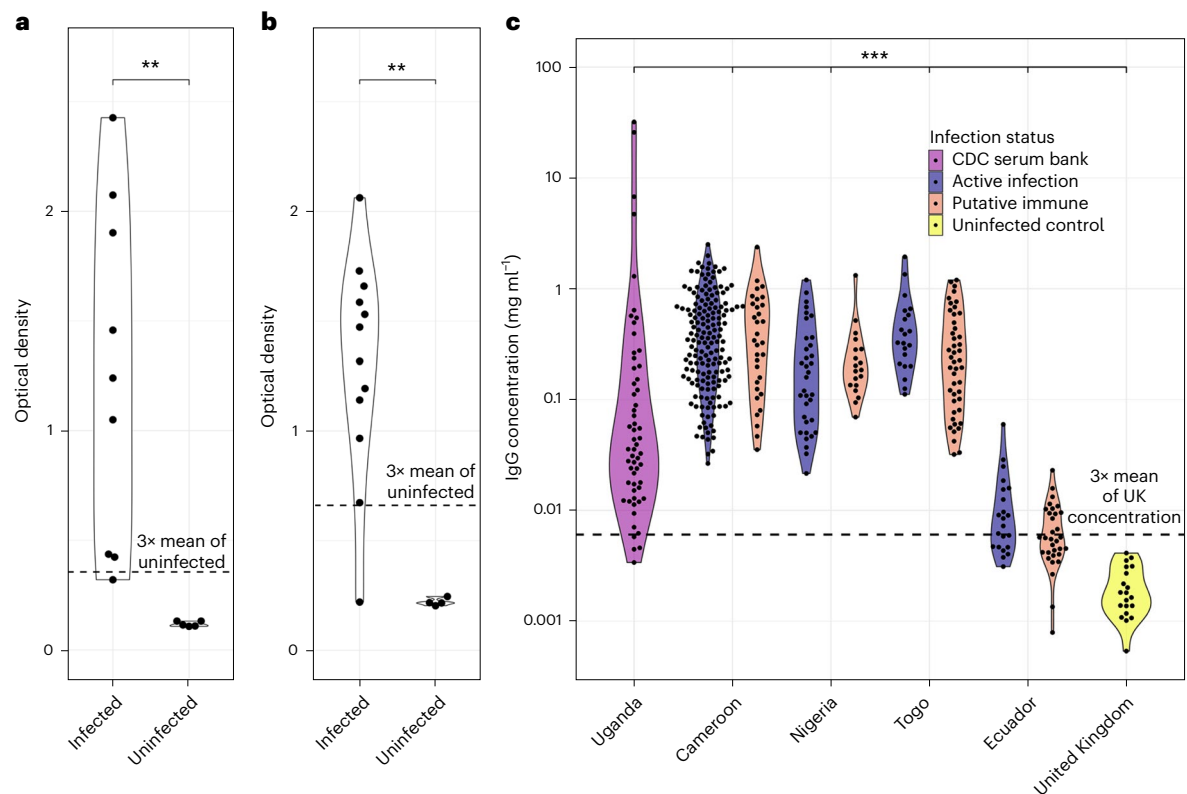 a
**
2
1
0
Optical density
3× mean of
uninfected
Infected
Uninfected
b
**
2
1
0
Optical density
3× mean of
uninfected
Infected
Uninfected
c
***
100
10
1
0.1
0.01
0.001
IgG concentration (mg ml⁻¹)
Infection status
CDC serum bank
Active infection
Putative immune
Uninfected control
3× mean
of UK
concentration
Uganda
Cameroon
Nigeria
Togo
Ecuador
United Kingdom